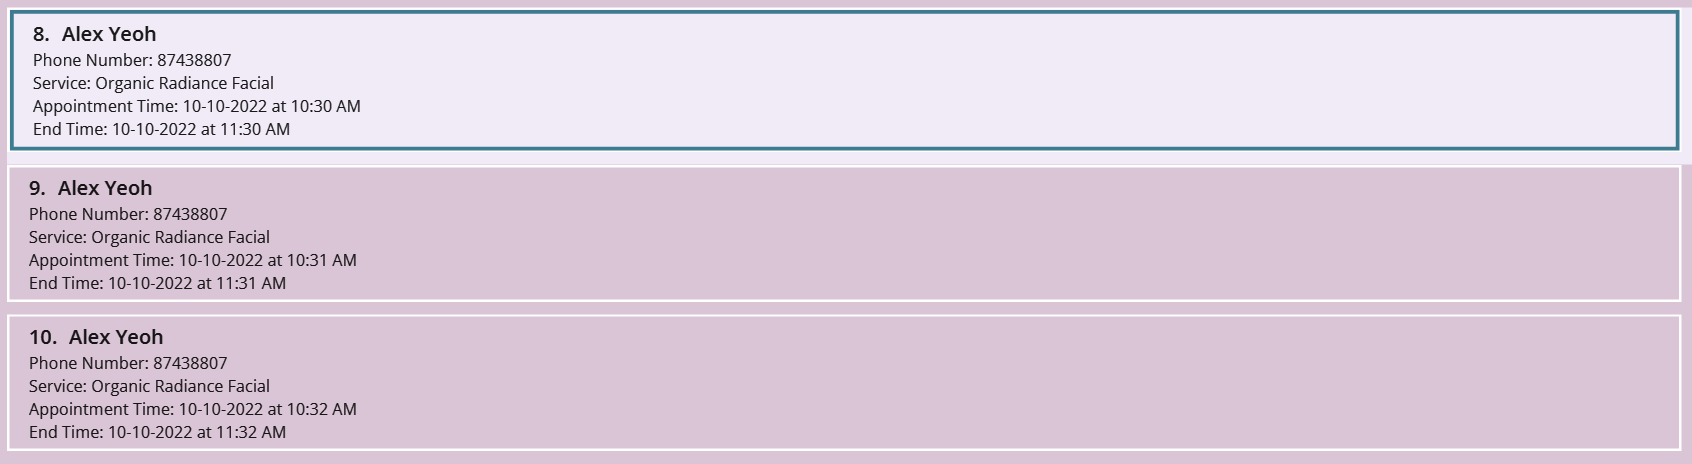 8. Alex Yeoh
Phone Number: 87438807
Service: Organic Radiance Facial
Appointment Time: 10-10-2022 at 10:30 AM
End Time: 10-10-2022 at 11:30 AM
9. Alex Yeoh
Phone Number: 87438807
Service: Organic Radiance Facial
Appointment Time: 10-10-2022 at 10:31 AM
End Time: 10-10-2022 at 11:31 AM
10. Alex Yeoh
Phone Number: 87438807
Service: Organic Radiance Facial
Appointment Time: 10-10-2022 at 10:32 AM
End Time: 10-10-2022 at 11:32 AM